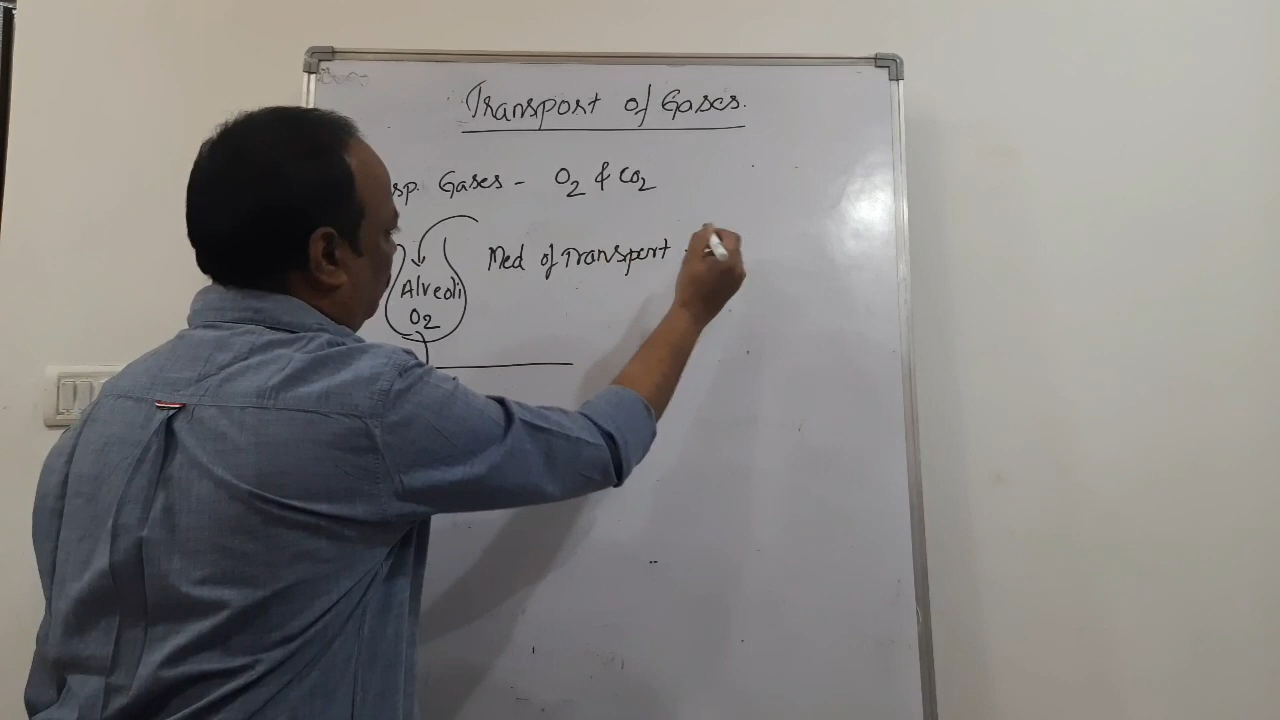 Transport of Gases.
sp. Gases - O2 & CO2
Med of Transport -
Alveoli
O2